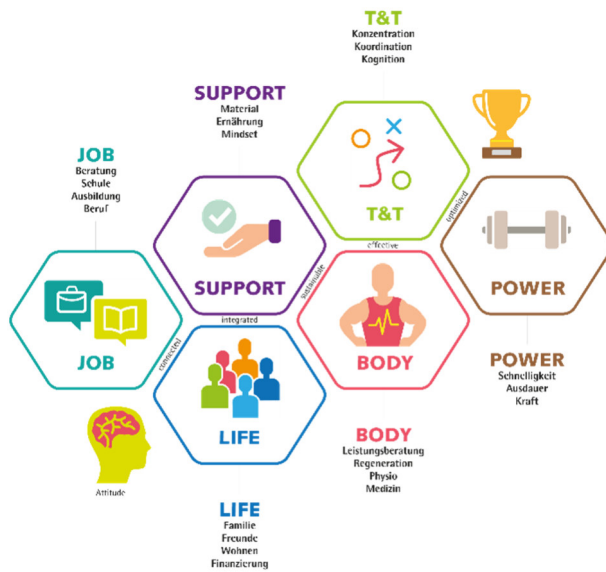 T&T
Konzentration
Koordination
Kognition
SUPPORT
Material
Ernährung
Mindset
JOB
Beratung
Schule
Ausbildung
Beruf
T&T
optimized
SUPPORT
effective
sustainable
POWER
JOB
connected
integrated
BODY
LIFE
POWER
Schnelligkeit
Ausdauer
Kraft
BODY
Leistungsberatung
Regeneration
Physio
Medizin
Attitude
LIFE
Familie
Freunde
Wohnen
Finanzierung